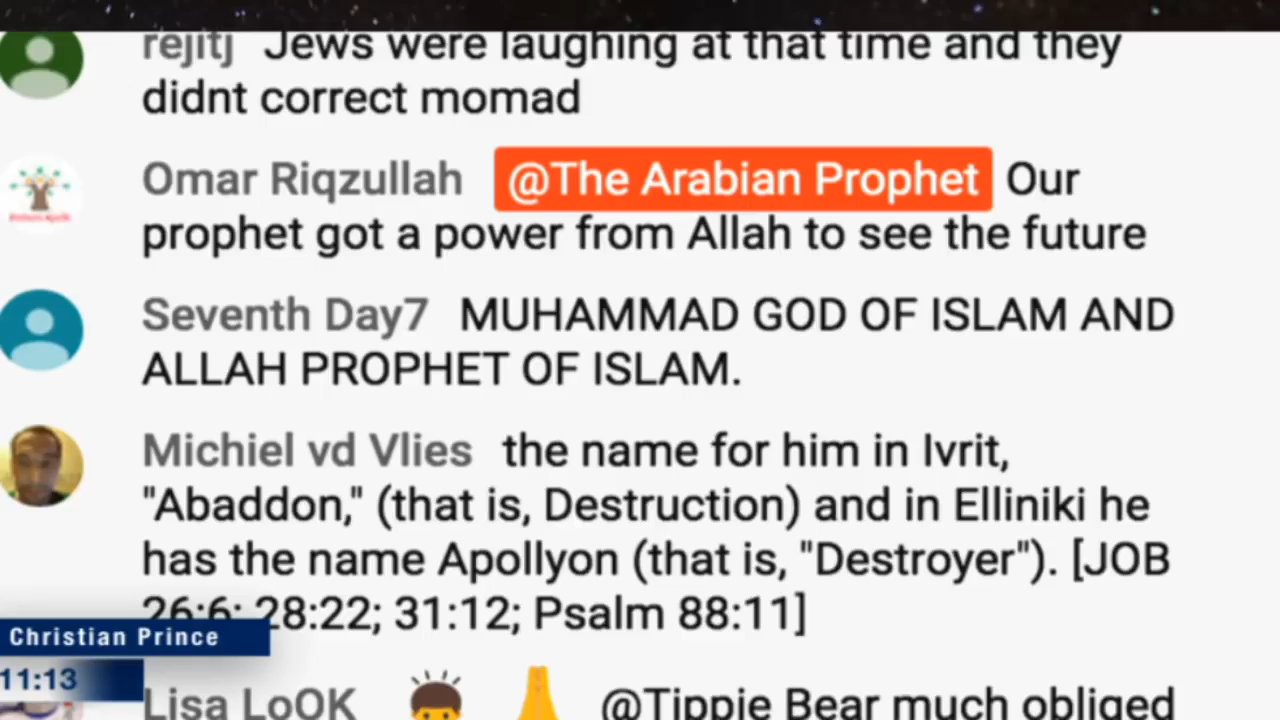 rejitj Jews were laughing at that time and they
didnt correct momad
Omar Riqzullah @The Arabian Prophet Our
prophet got a power from Allah to see the future
Seventh Day7 MUHAMMAD GOD OF ISLAM AND
ALLAH PROPHET OF ISLAM.
Michiel vd Vlies the name for him in Ivrit,
"Abaddon," (that is, Destruction) and in Elliniki he
has the name Apollyon (that is, "Destroyer"). [JOB
26:6; 28:22; 31:12; Psalm 88:11]
Christian Prince
11:13
Lisa LoOK @Tippie Bear much obliged